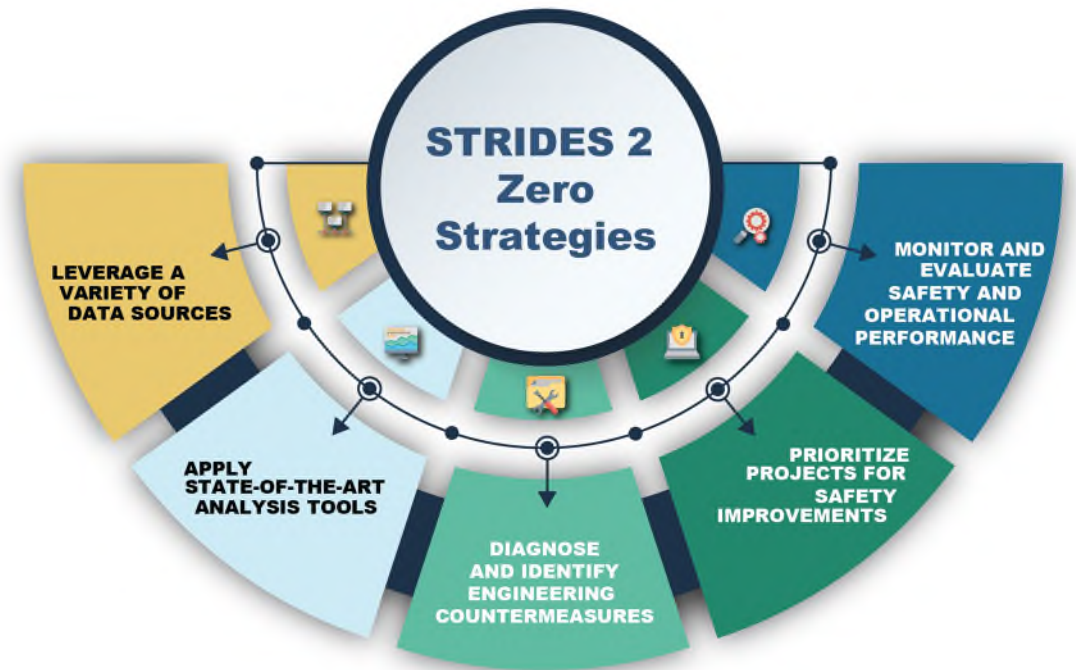 STRIDES 2
Zero
Strategies
LEVERAGE A
VARIETY OF
DATA SOURCES
APPLY
STATE-OF-THE-ART
ANALYSIS TOOLS
DIAGNOSE
AND IDENTIFY
ENGINEERING
COUNTERMEASURES
PRIORITIZE
PROJECTS FOR
SAFETY
IMPROVEMENTS
MONITOR AND
EVALUATE
SAFETY AND
OPERATIONAL
PERFORMANCE